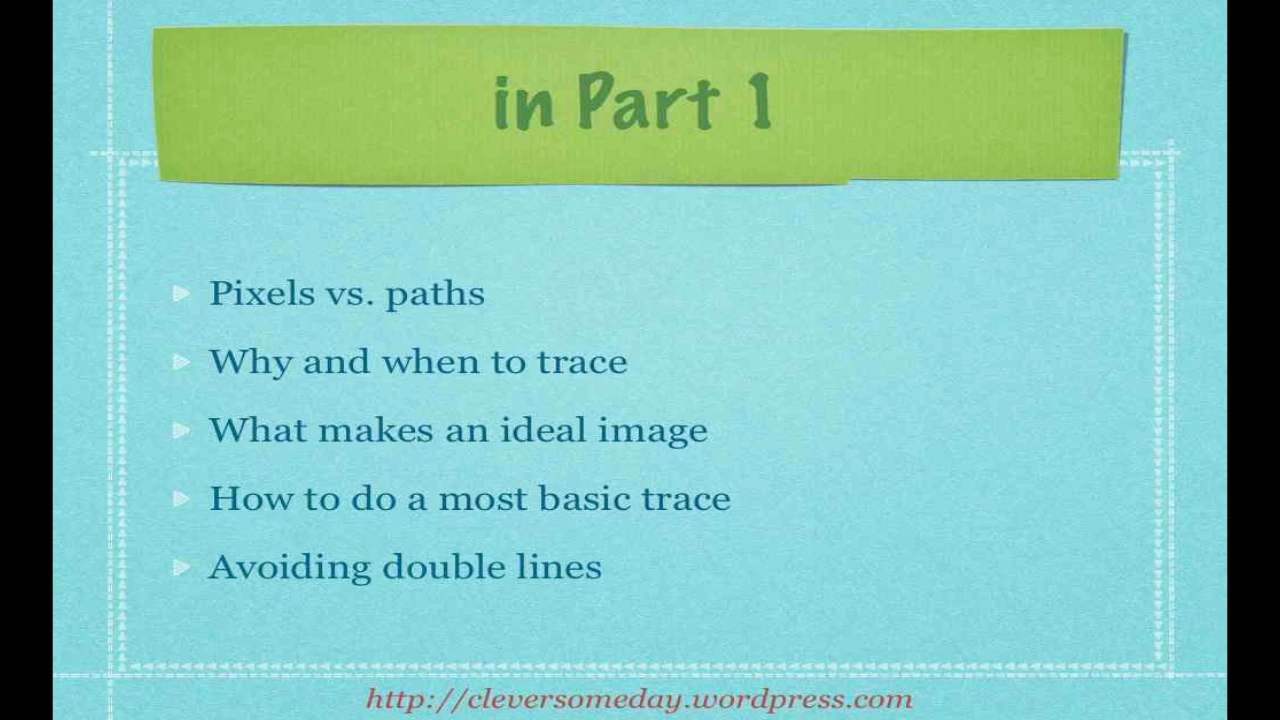 in Part 1
Pixels vs. paths
Why and when to trace
What makes an ideal image
How to do a most basic trace
Avoiding double lines
http://cleversomeday.wordpress.com